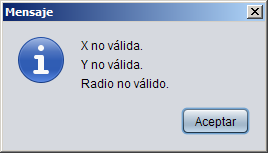 Mensaje
X no válida.
Y no válida.
Radio no válido.
Aceptar